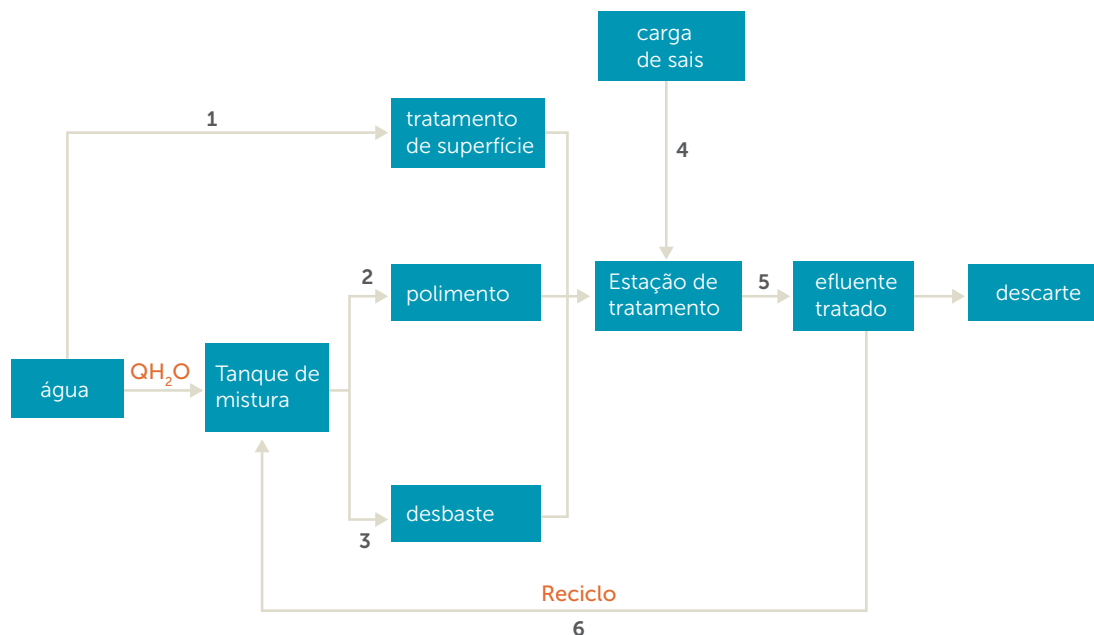 carga
de sais
1
tratamento
de superfície
4
2
polimento
Estação de
tratamento
5
efluente
tratado
descarte
QH₂O
água
Tanque de
mistura
desbaste
3
Reciclo
6